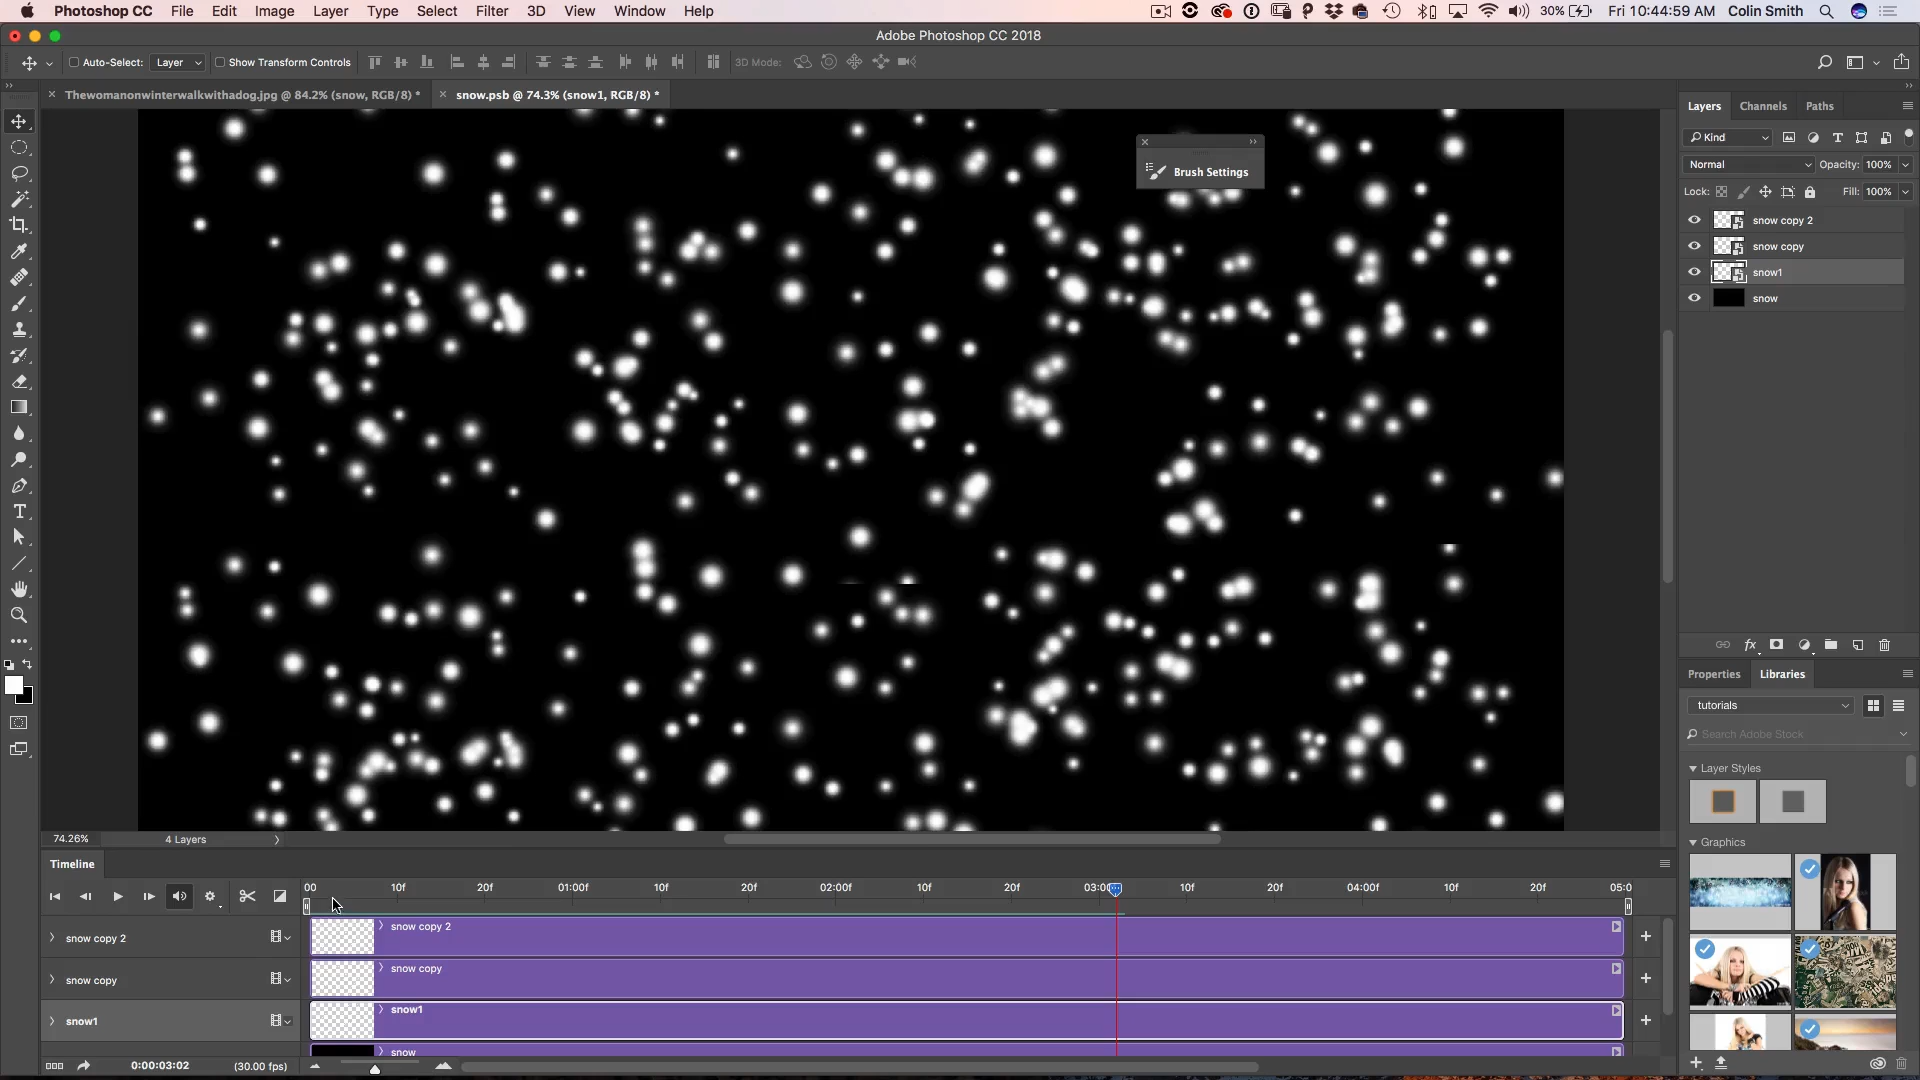 Photoshop CC File Edit Image Layer Type Select Filter 3D View Window Help 30% Fri 10:44:59 AM Colin Smith
Adobe Photoshop CC 2018
Auto-Select: Layer Show Transform Controls 3D Mode:
Thewomanonwinterwalkwithadog.jpg @ 84.2% (snow, RGB/8) *
snow.psb @ 74.3% (snow1, RGB/8) *
Brush Settings
Layers Channels Paths
Kind
Normal Opacity: 100%
Lock: Fill: 100%
snow copy 2
snow copy
snow1
snow
Properties Libraries
tutorials
Search Adobe Stock
Layer Styles
Graphics
74.26% 4 Layers
Timeline
00 10f 20f 01:00f 10f 20f 02:00f 10f 20f 03:00 10f 20f 04:00f 10f 20f 05:0
snow copy 2 snow copy 2
snow copy snow copy
snow1 snow1
snow
0:00:03:02 (30.00 fps)